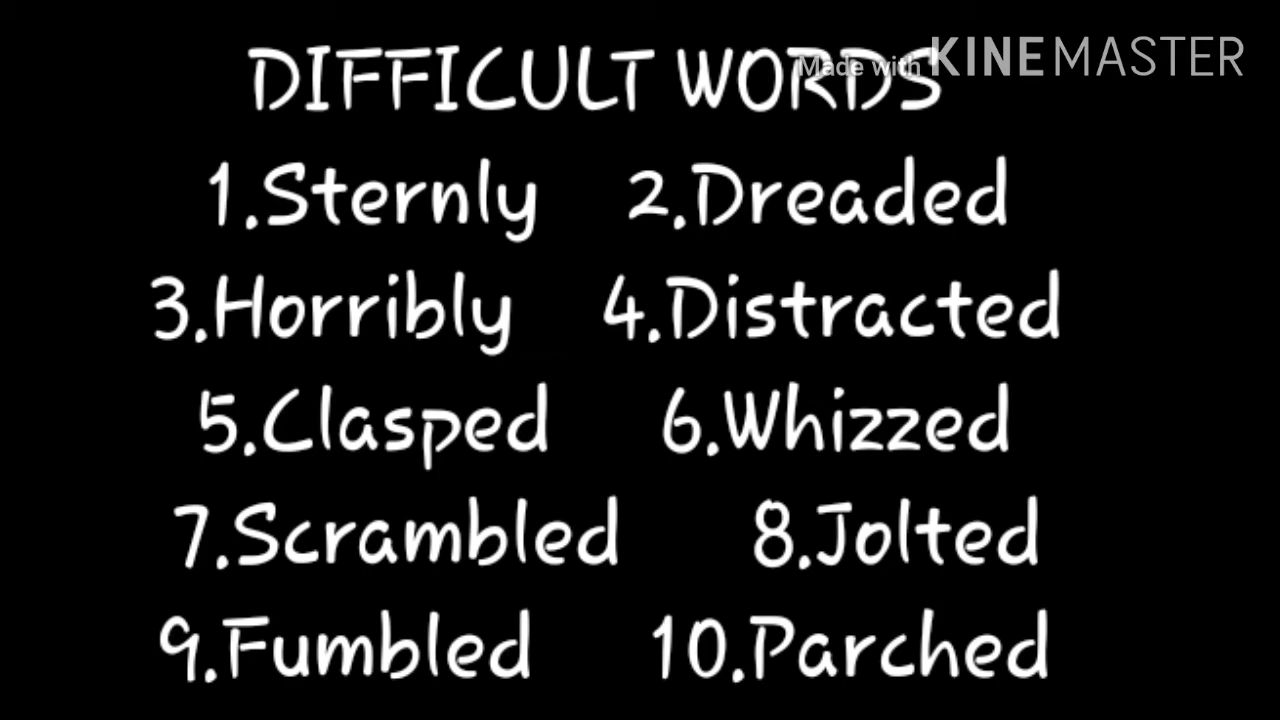 DIFFICULT WORDS
Made with KINEMASTER
1.Sternly 2.Dreaded
3.Horribly 4.Distracted
5.Clasped 6.Whizzed
7.Scrambled 8.Jolted
9.Fumbled 10.Parched